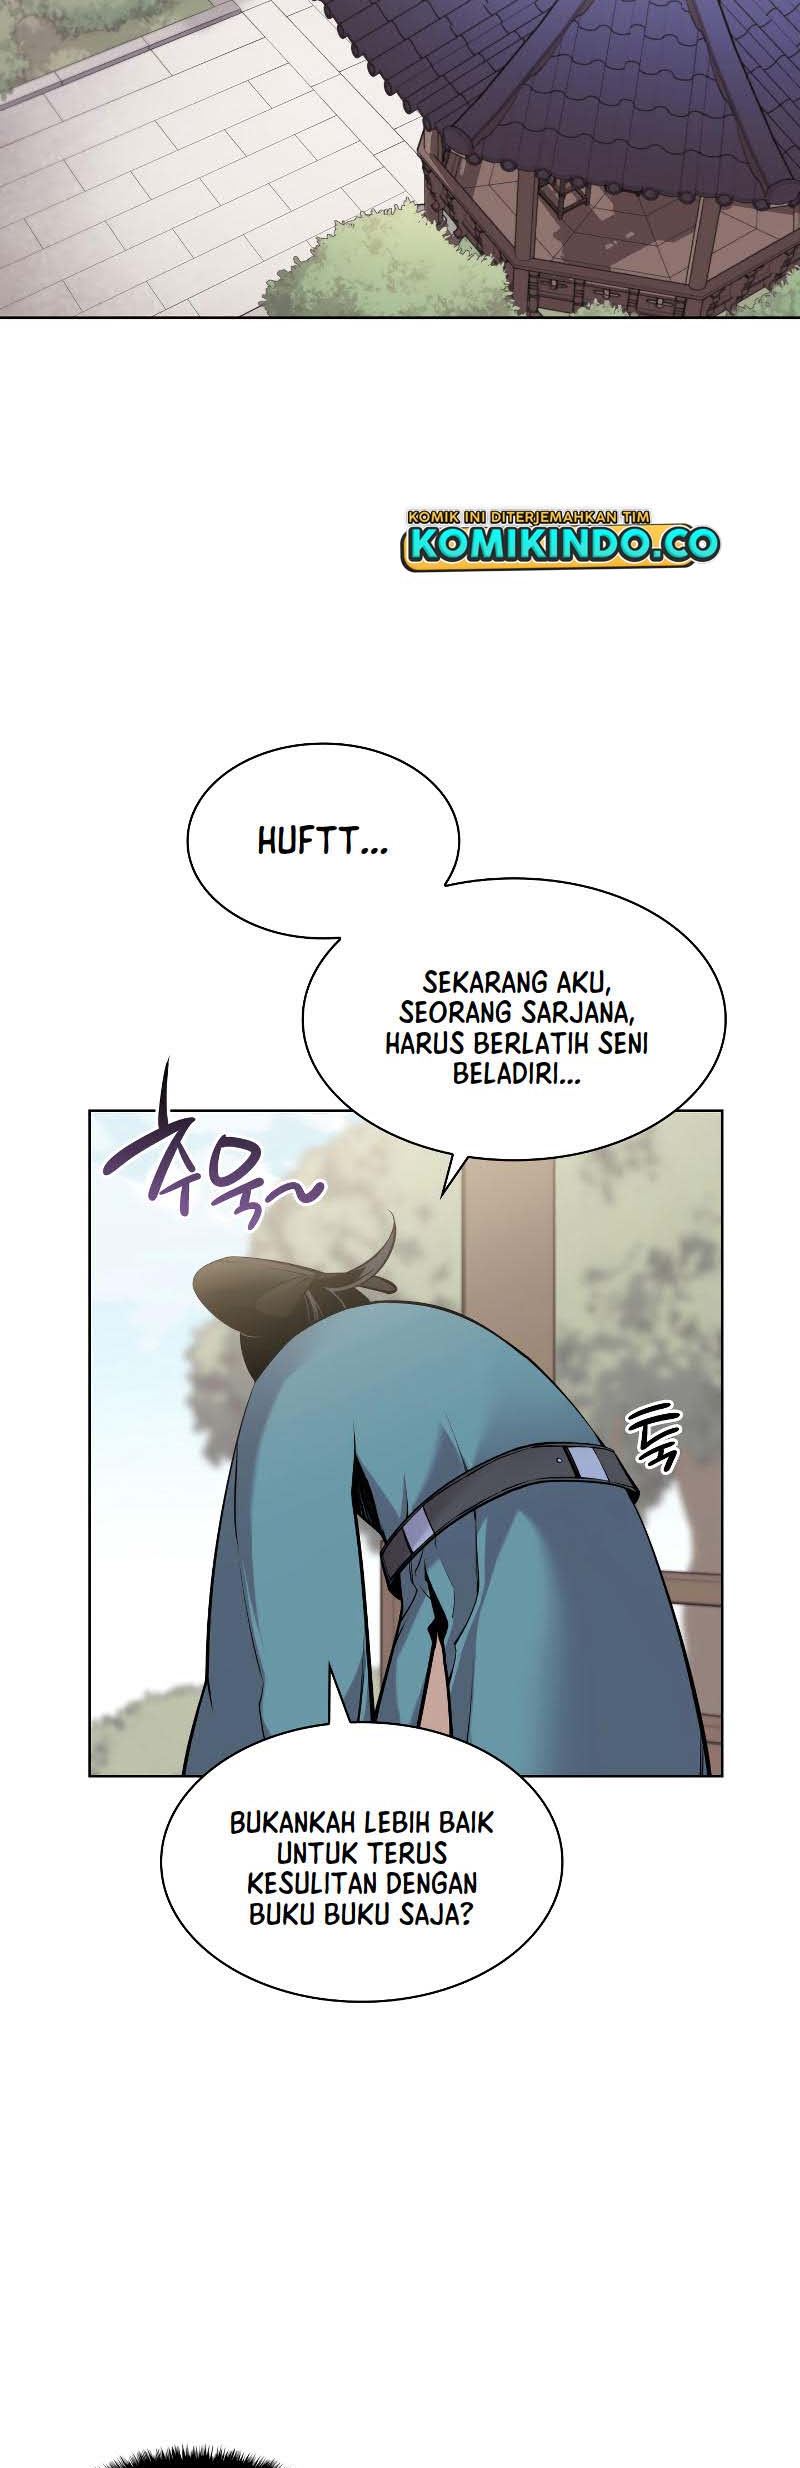 KOMIK INI DITERJEMAHKAN TIM
KOMIKINDO.CO
HUFTT...
SEKARANG AKU,
SEORANG SARJANA,
HARUS BERLATIH SENI
BELADIRI...
추욱~
툭
BUKANKAH LEBIH BAIK
UNTUK TERUS
KESULITAN DENGAN
BUKU BUKU SAJA?